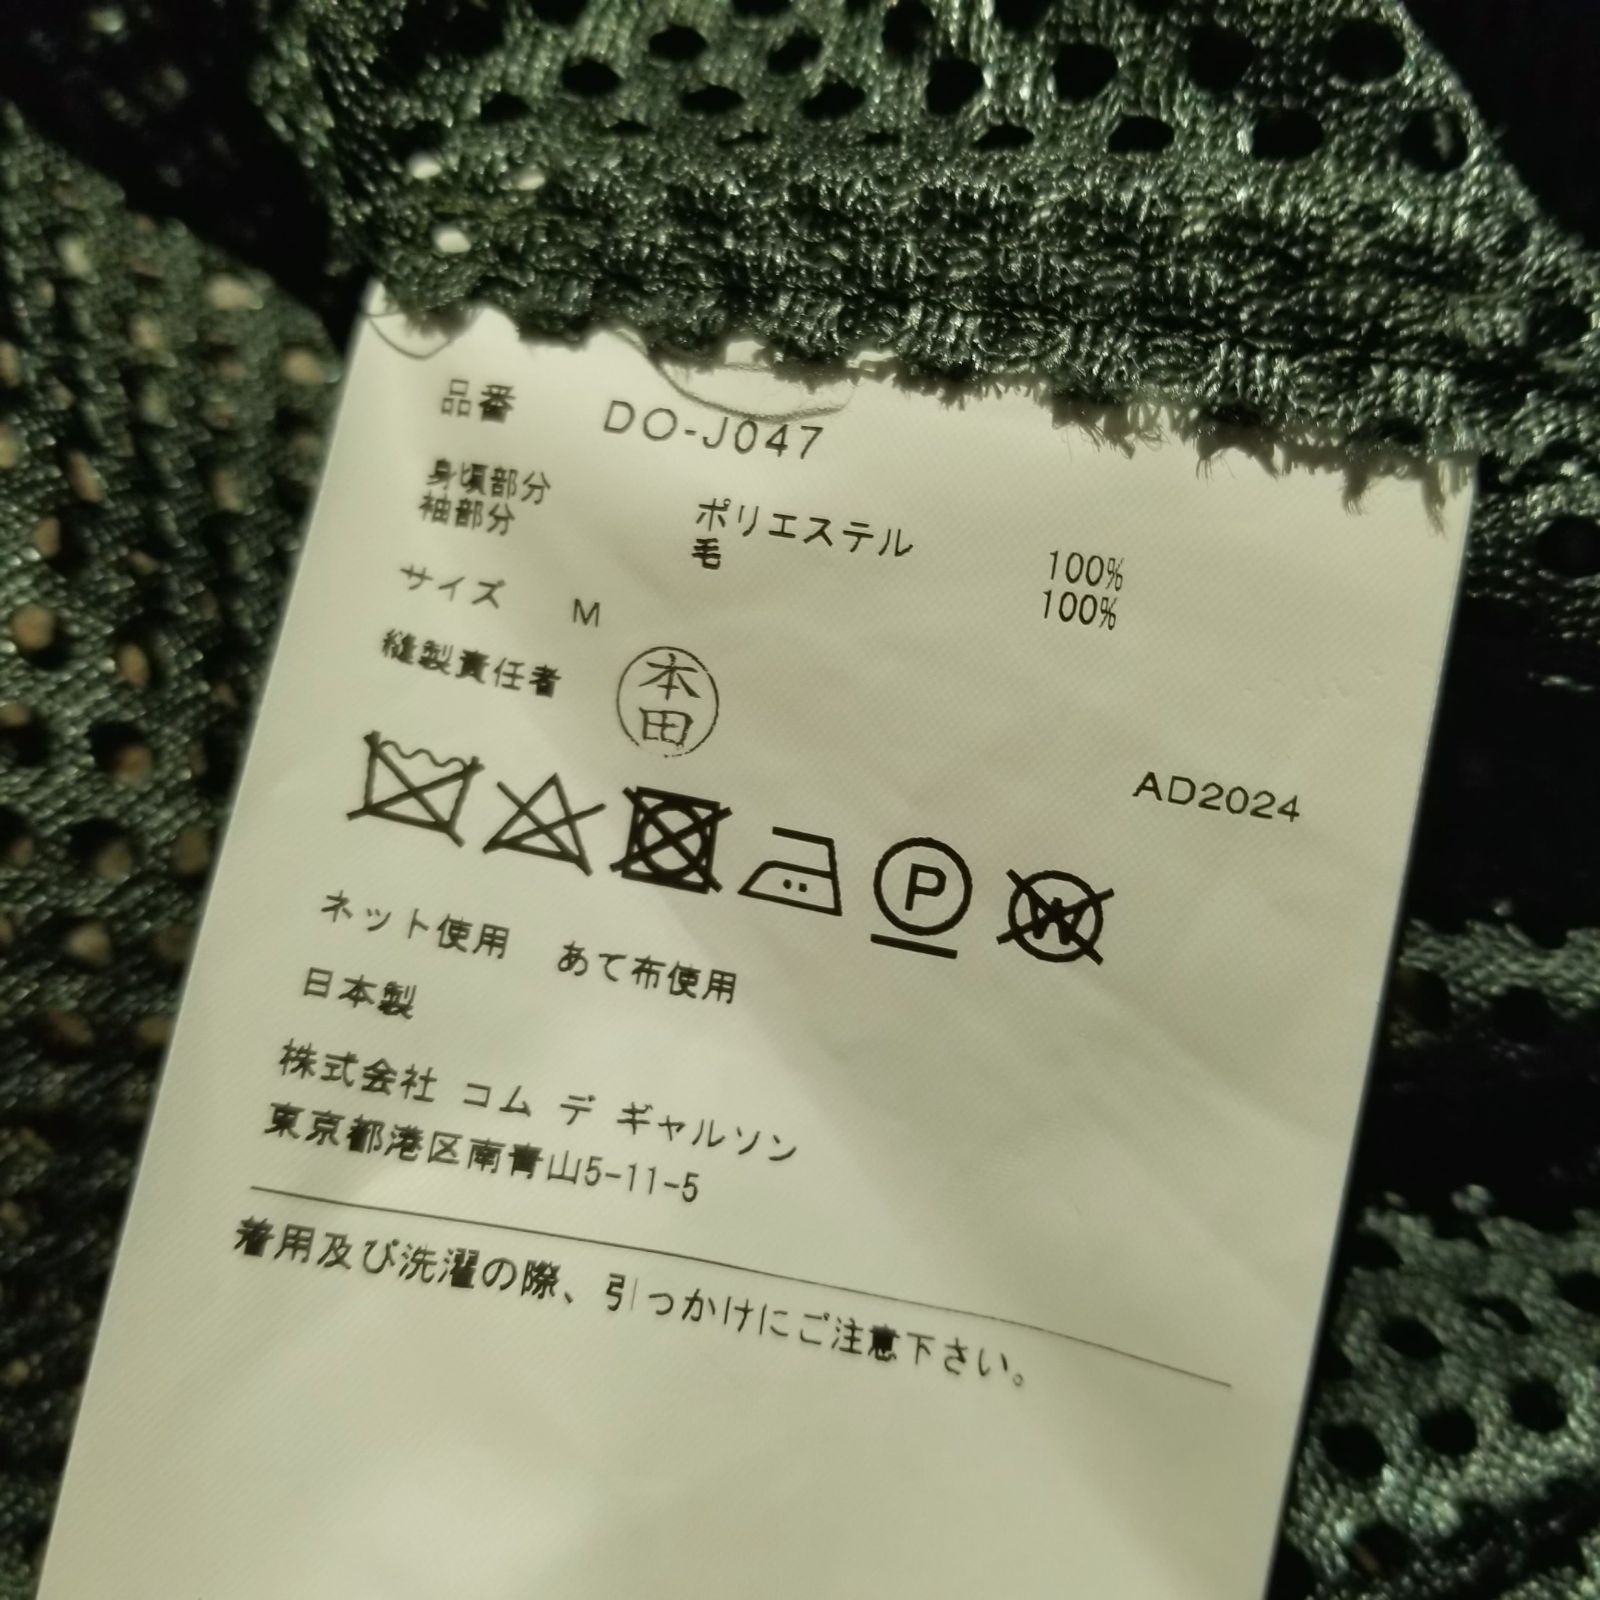 品番 DO-J047
身頃部分 ポリエステル 100%
袖部分 毛 100%
サイズ M
縫製責任者 本田
AD2024
P W
ネット使用 あて布使用
日本製
株式会社 コム デ ギャルソン
東京都港区南青山5-11-5
着用及び洗濯の際、引っかけにご注意下さい。